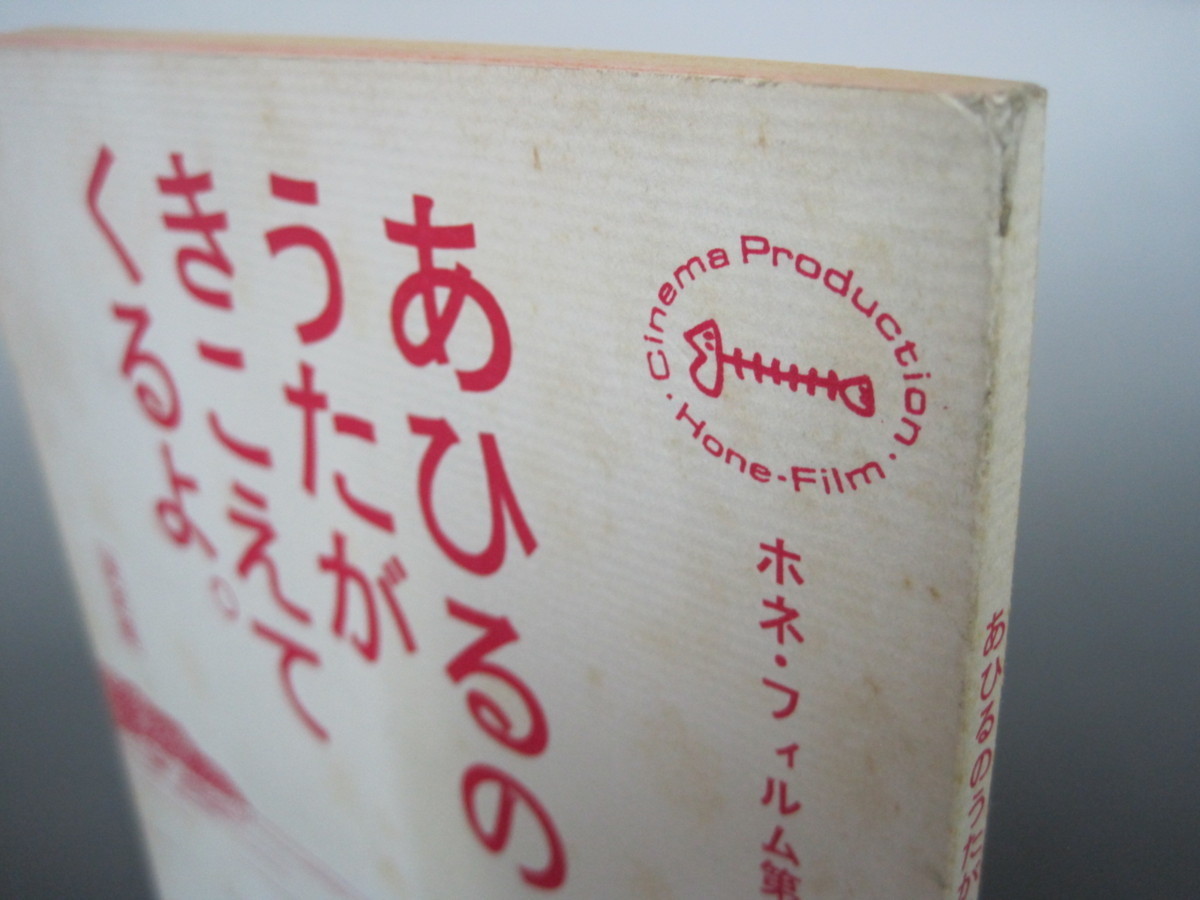 Cinema Production
・Hone-Film・
ホネ・フィルム第
あひるの
うたが
きこえて
くるよ。
あひるのうたが